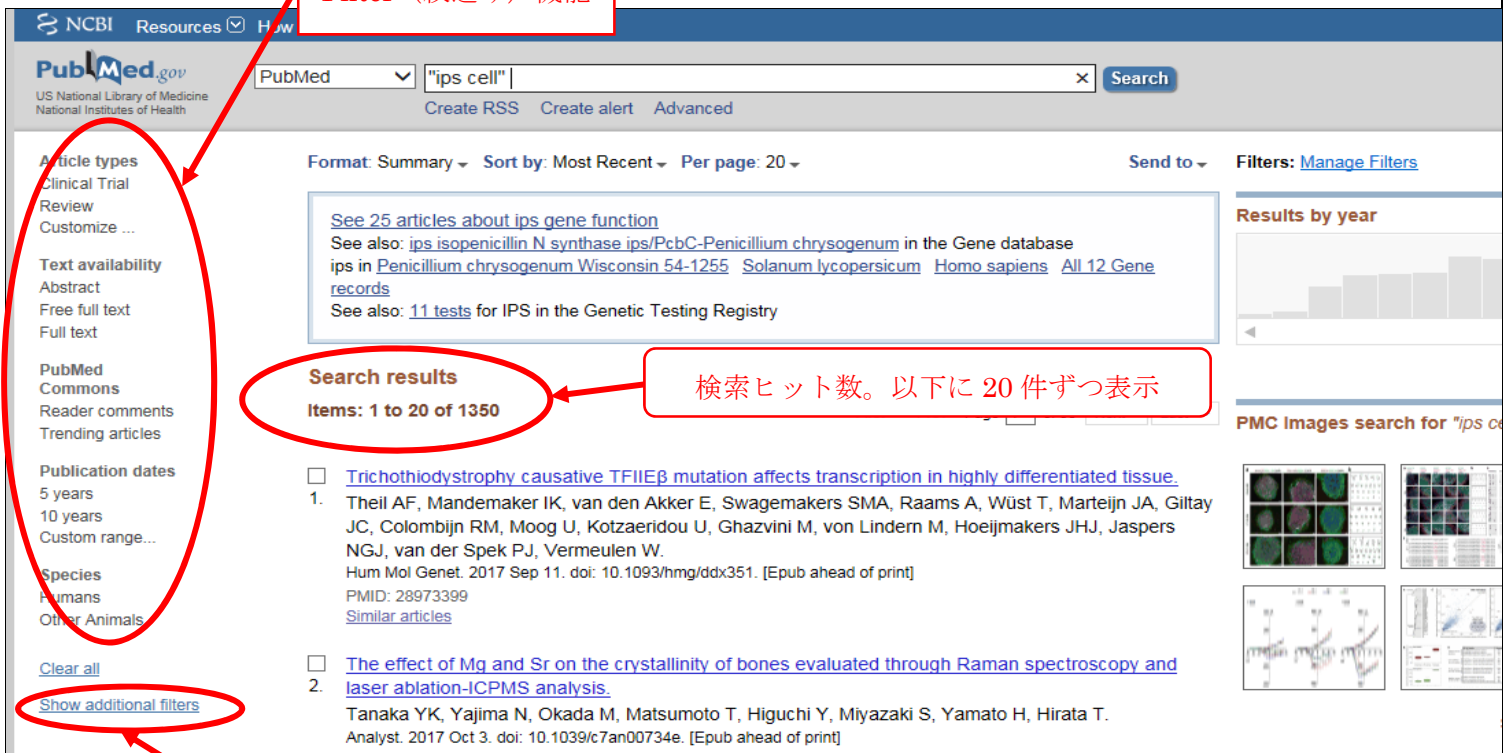 機能
NCBI Resources How
PubMed.gov
US National Library of Medicine
National Institutes of Health
PubMed
"ips cell"
× Search
Create RSS Create alert Advanced
Article types
Clinical Trial
Review
Customize ...
Text availability
Abstract
Free full text
Full text
PubMed
Commons
Reader comments
Trending articles
Publication dates
5 years
10 years
Custom range...
Species
Humans
Other Animals
Clear all
Show additional filters
Format: Summary Sort by: Most Recent Per page: 20 Send to
See 25 articles about ips gene function
See also: ips isopenicillin N synthase ips/PcbC-Penicillium chrysogenum in the Gene database
ips in Penicillium chrysogenum Wisconsin 54-1255 Solanum lycopersicum Homo sapiens All 12 Gene
records
See also: 11 tests for IPS in the Genetic Testing Registry
Search results
Items: 1 to 20 of 1350
検索ヒット数。以下に 20 件ずつ表示
1. Trichothiodystrophy causative TFIIEβ mutation affects transcription in highly differentiated tissue.
Theil AF, Mandemaker IK, van den Akker E, Swagemakers SMA, Raams A, Wüst T, Marteijn JA, Giltay
JC, Colombijn RM, Moog U, Kotzaeridou U, Ghazvini M, von Lindern M, Hoeijmakers JHJ, Jaspers
NGJ, van der Spek PJ, Vermeulen W.
Hum Mol Genet. 2017 Sep 11. doi: 10.1093/hmg/ddx351. [Epub ahead of print]
PMID: 28973399
Similar articles
2. The effect of Mg and Sr on the crystallinity of bones evaluated through Raman spectroscopy and
laser ablation-ICPMS analysis.
Tanaka YK, Yajima N, Okada M, Matsumoto T, Higuchi Y, Miyazaki S, Yamato H, Hirata T.
Analyst. 2017 Oct 3. doi: 10.1039/c7an00734e. [Epub ahead of print]
Filters: Manage Filters
Results by year
PMC Images search for "ips ce